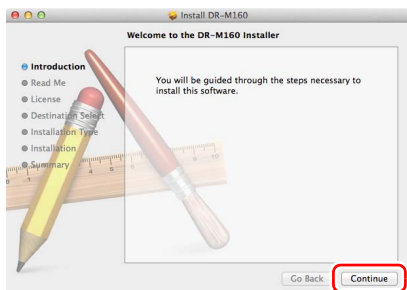 Install DR-M160
Welcome to the DR-M160 Installer
Introduction
Read Me
License
Destination Select
Installation Type
Installation
Summary
You will be guided through the steps necessary to
install this software.
Go Back
Continue